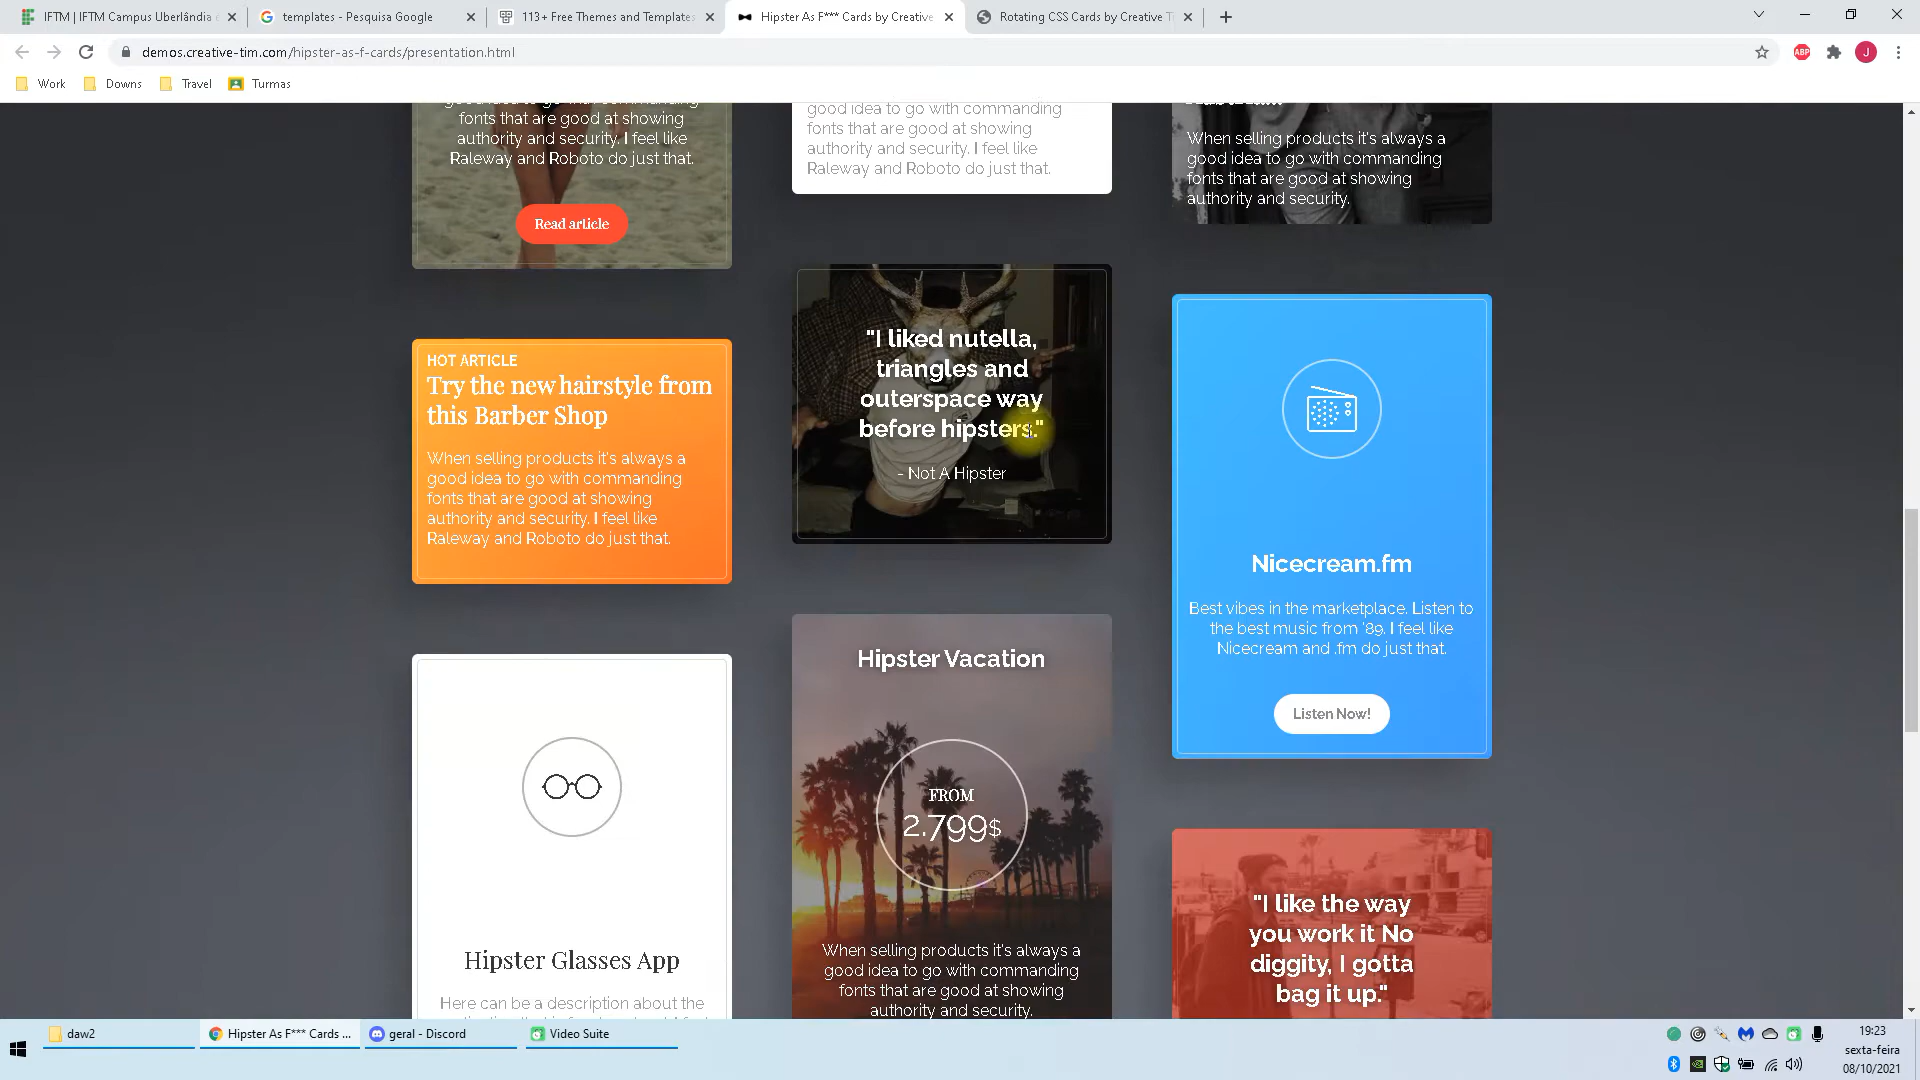 IFTM | IFTM Campus Uberlândia
templates - Pesquisa Google
113+ Free Themes and Templates
Hipster As F*** Cards by Creative
Rotating CSS Cards by Creative T
demos.creative-tim.com/hipster-as-f-cards/presentation.html
ABP
J
Work
Downs
Travel
Turmas
good idea to go with commanding
fonts that are good at showing
authority and security. I feel like
Raleway and Roboto do just that.
Read article
good idea to go with commanding
fonts that are good at showing
authority and security. I feel like
Raleway and Roboto do just that.
When selling products it's always a
good idea to go with commanding
fonts that are good at showing
authority and security.
HOT ARTICLE
Try the new hairstyle from
this Barber Shop
When selling products it's always a
good idea to go with commanding
fonts that are good at showing
authority and security. I feel like
Raleway and Roboto do just that.
"I liked nutella,
triangles and
outerspace way
before hipsters."
- Not A Hipster
Nicecream.fm
Best vibes in the marketplace. Listen to
the best music from '89. I feel like
Nicecream and .fm do just that.
Listen Now!
Hipster Glasses App
Here can be a description about the
Hipster Vacation
FROM
2.799$
When selling products it's always a
good idea to go with commanding
fonts that are good at showing
authority and security.
"I like the way
you work it No
diggity, I gotta
bag it up."
daw2
Hipster As F*** Cards ...
geral - Discord
Video Suite
19:23
sexta-feira
08/10/2021